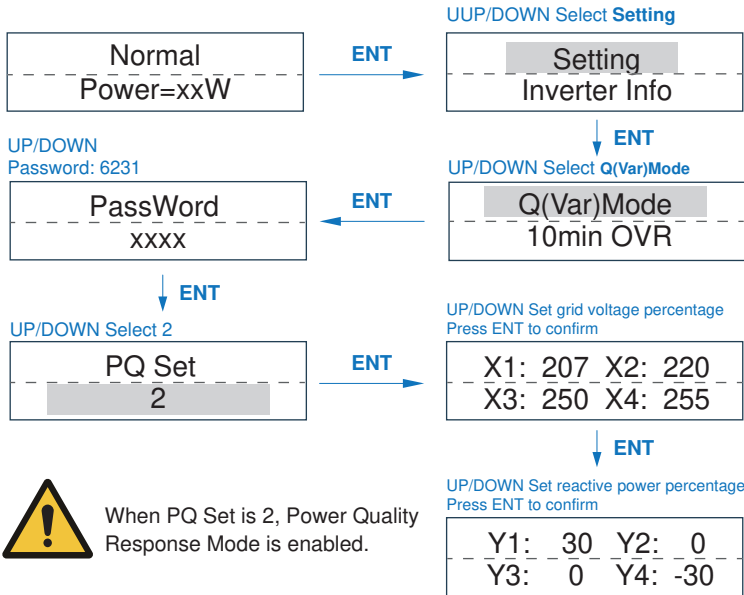 UUP/DOWN Select Setting
Normal
Power=xxW
ENT
Setting
Inverter Info
ENT
UP/DOWN Select Q(Var)Mode
Q(Var)Mode
10min OVR
ENT
UP/DOWN
Password: 6231
PassWord
xxxx
ENT
UP/DOWN Select 2
PQ Set
2
ENT
UP/DOWN Set grid voltage percentage
Press ENT to confirm
X1: 207 X2: 220
X3: 250 X4: 255
ENT
UP/DOWN Set reactive power percentage
Press ENT to confirm
Y1: 30 Y2: 0
Y3: 0 Y4: -30
When PQ Set is 2, Power Quality
Response Mode is enabled.